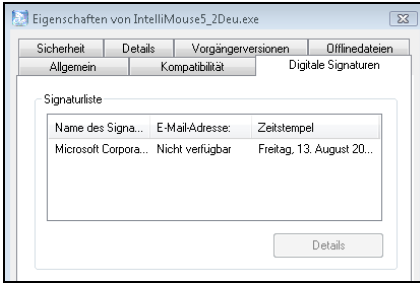 Eigenschaften von IntelliMouse5_2Deu.exe
Sicherheit Details Vorgängerversionen Offlinedateien
Allgemein Kompatibilität Digitale Signaturen
Signaturliste
Name des Signa... E-Mail-Adresse: Zeitstempel
Microsoft Corpora... Nicht verfügbar Freitag, 13. August 20...
Details